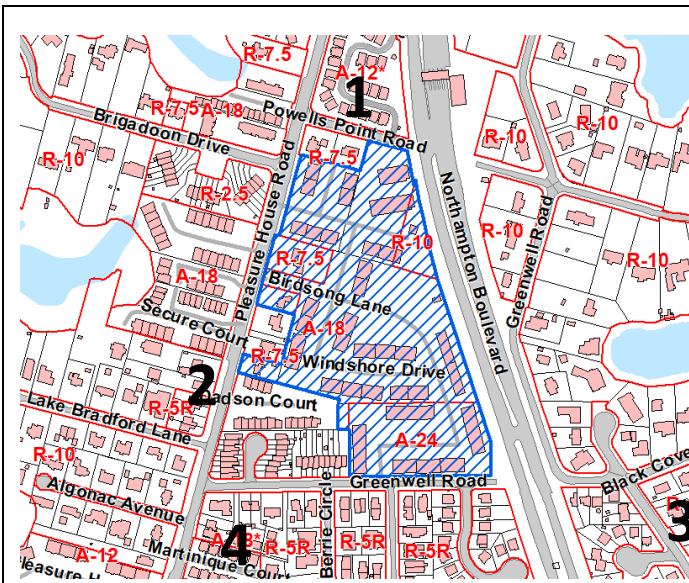 R-7.5
A-12*
1
R-7.5
A-18
Powells Point Road
Brigadoon Drive
R-10
R-10
R-10
R-7.5
R-2.5
Pleasure House Road
Northampton Boulevard
R-10
R-10
Greenwell Road
R-7.5
R-10
A-18
Birdsong Lane
Secure Court
A-18
R-7.5
Windshore Drive
2
R-5R
Lake Bradford Lane
A-24
R-10
Greenwell Road
Black Cove
Algonac Avenue
3
4
R-5R
R-5R
R-5R
A-12
Martinique Court
Berrie Circle